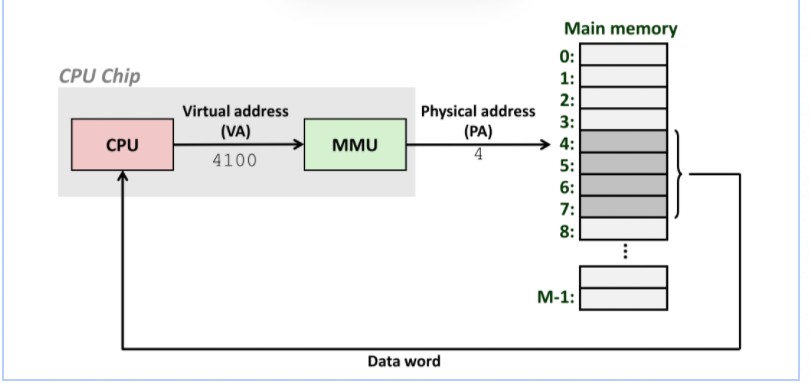 Main memory
CPU Chip
0:
1:
2:
3:
4:
5:
6:
7:
8:
M-1:
Virtual address
(VA)
4100
Physical address
(PA)
4
CPU
MMU
Data word